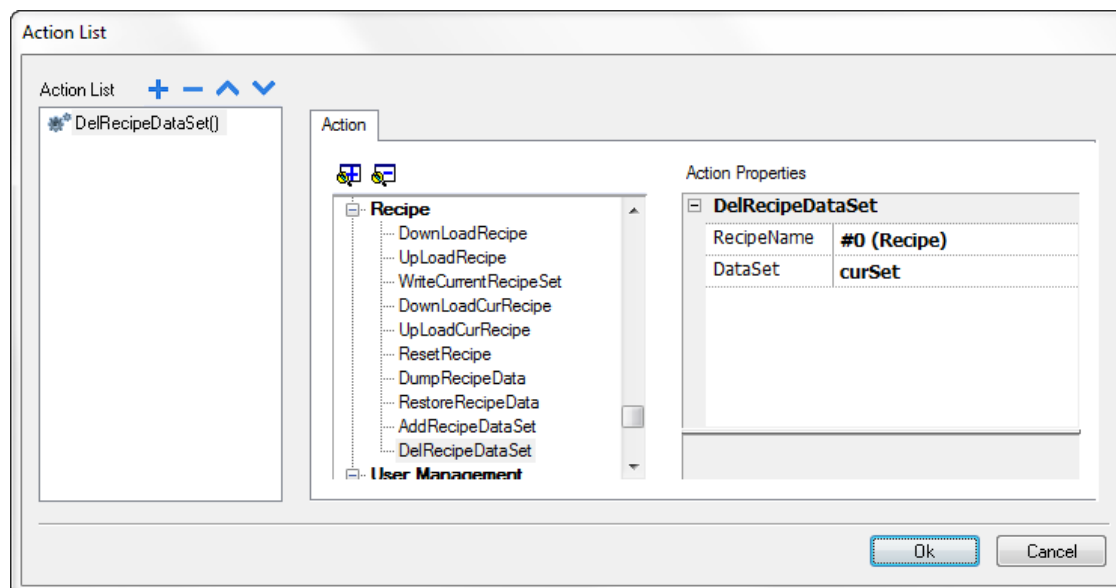 Action List
Action List
DelRecipeDataSet()
Action
Recipe
DownLoadRecipe
UpLoadRecipe
WriteCurrentRecipeSet
DownLoadCurRecipe
UpLoadCurRecipe
ResetRecipe
DumpRecipeData
RestoreRecipeData
AddRecipeDataSet
DelRecipeDataSet
User Management
Action Properties
DelRecipeDataSet
RecipeName #0 (Recipe)
DataSet curSet
Ok Cancel